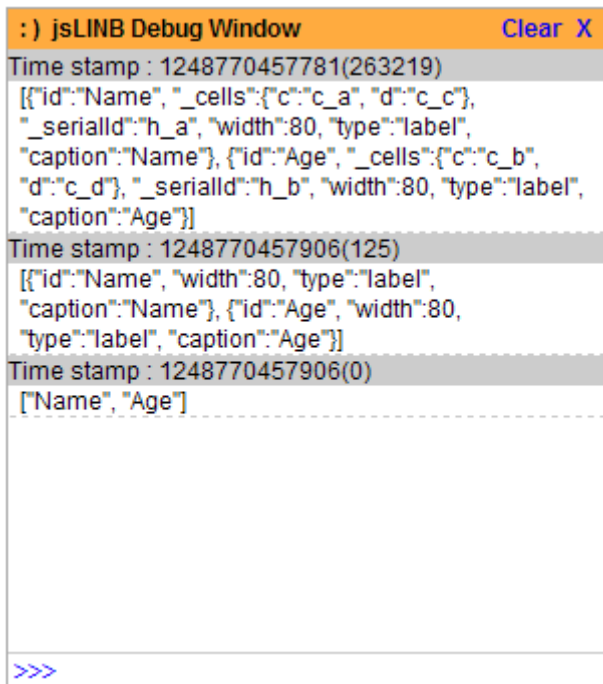 :) jsLINB Debug Window Clear X
Time stamp : 1248770457781(263219)
[{"id":"Name", "_cells":{"c":"c_a", "d":"c_c"},
"_serialId":"h_a", "width":80, "type":"label",
"caption":"Name"}, {"id":"Age", "_cells":{"c":"c_b",
"d":"c_d"}, "_serialId":"h_b", "width":80, "type":"label",
"caption":"Age"}]
Time stamp : 1248770457906(125)
[{"id":"Name", "width":80, "type":"label",
"caption":"Name"}, {"id":"Age", "width":80,
"type":"label", "caption":"Age"}]
Time stamp : 1248770457906(0)
["Name", "Age"]
>>>